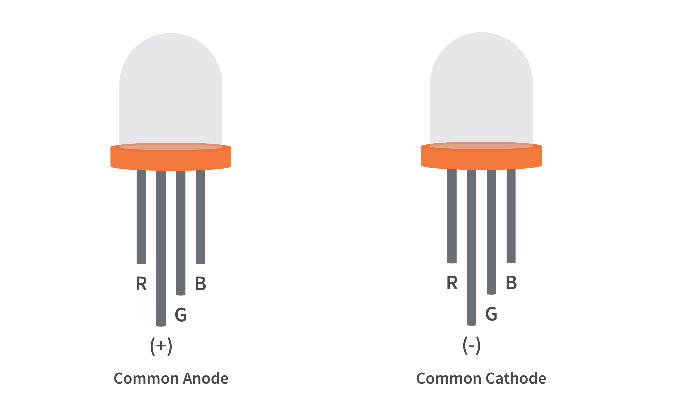 R B R B
G G
(+) (-)
Common Anode Common Cathode